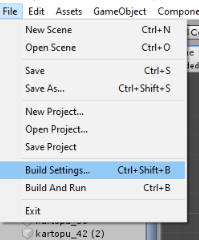 File Edit Assets GameObject Compone
New Scene Ctrl+N
Open Scene Ctrl+O
Save Ctrl+S
Save As... Ctrl+Shift+S
New Project...
Open Project...
Save Project
Build Settings... Ctrl+Shift+B
Build And Run Ctrl+B
Exit
kartopu_42 (2)